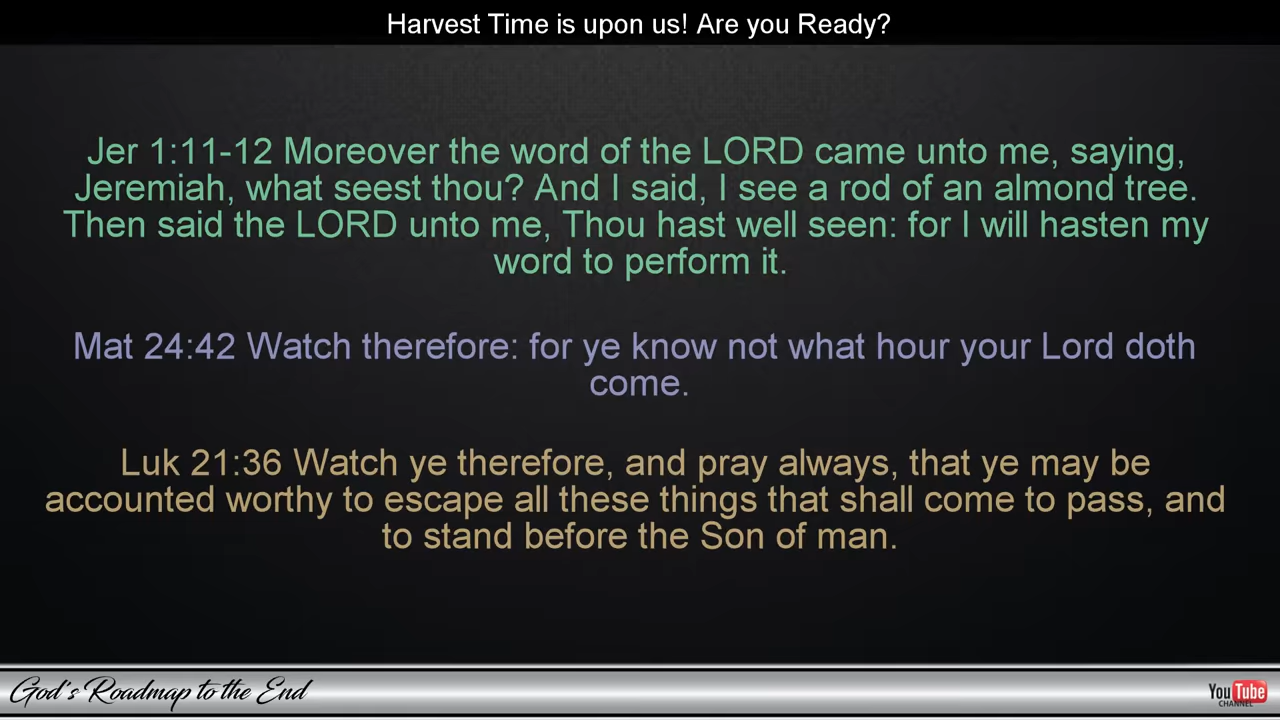 Harvest Time is upon us! Are you Ready?
Jer 1:11-12 Moreover the word of the LORD came unto me, saying,
Jeremiah, what seest thou? And I said, I see a rod of an almond tree.
Then said the LORD unto me, Thou hast well seen: for I will hasten my
word to perform it.
Mat 24:42 Watch therefore: for ye know not what hour your Lord doth
come.
Luk 21:36 Watch ye therefore, and pray always, that ye may be
accounted worthy to escape all these things that shall come to pass, and
to stand before the Son of man.
God's Roadmap to the End
YouTube
CHANNEL